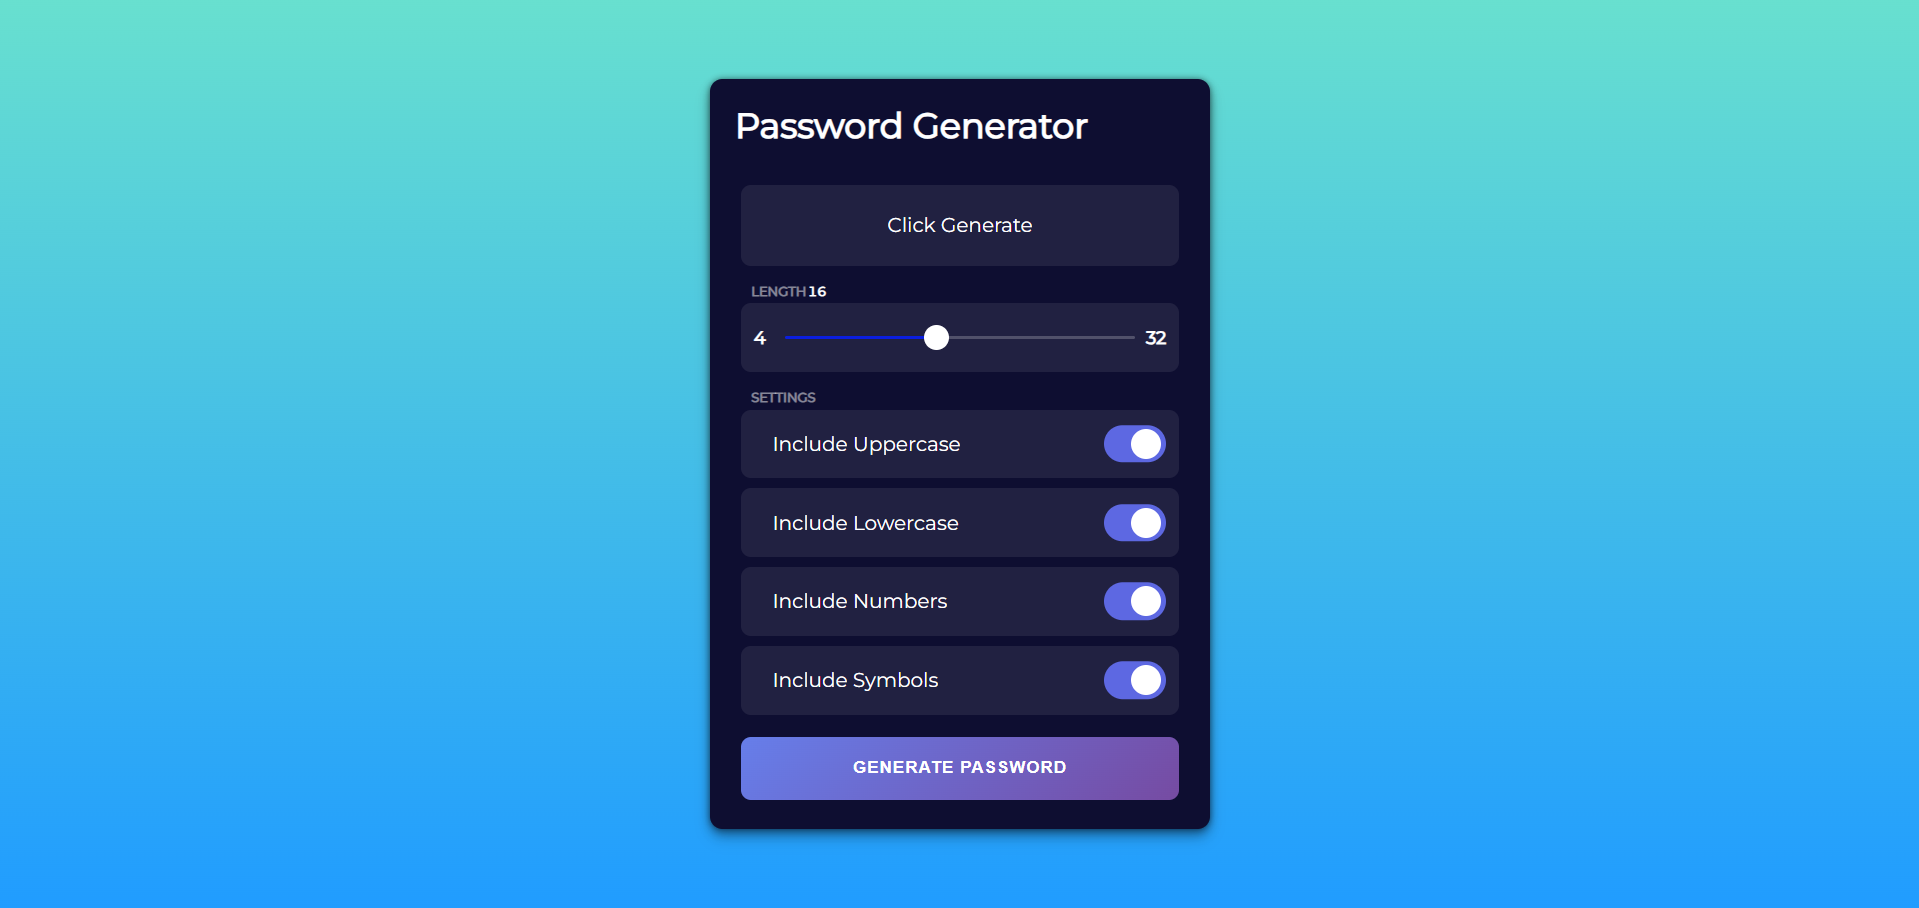 Password Generator
Click Generate
LENGTH 16
4 32
SETTINGS
Include Uppercase
Include Lowercase
Include Numbers
Include Symbols
GENERATE PASSWORD